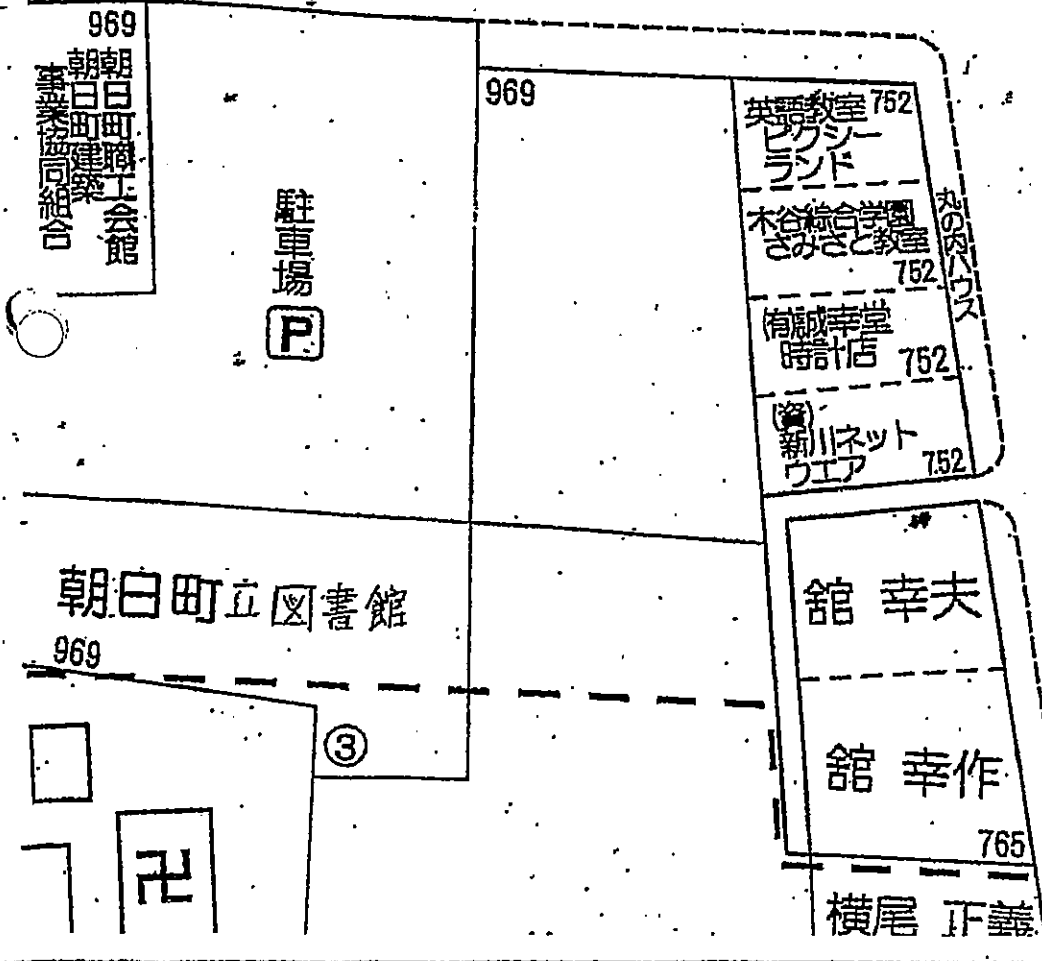 969
朝日町職工会館
朝日町建築
事業協同組合
駐車場
P
969
英語教室 752
ピクシー
ランド
木谷綜合学園
さみさと教室
752
丸の内ハウス
(有)誠幸堂
時計店 752
(資)
新川ネット
ウエア 752
朝日町立図書館
969
③
舘 幸夫
舘 幸作
765
卍
横尾 正義